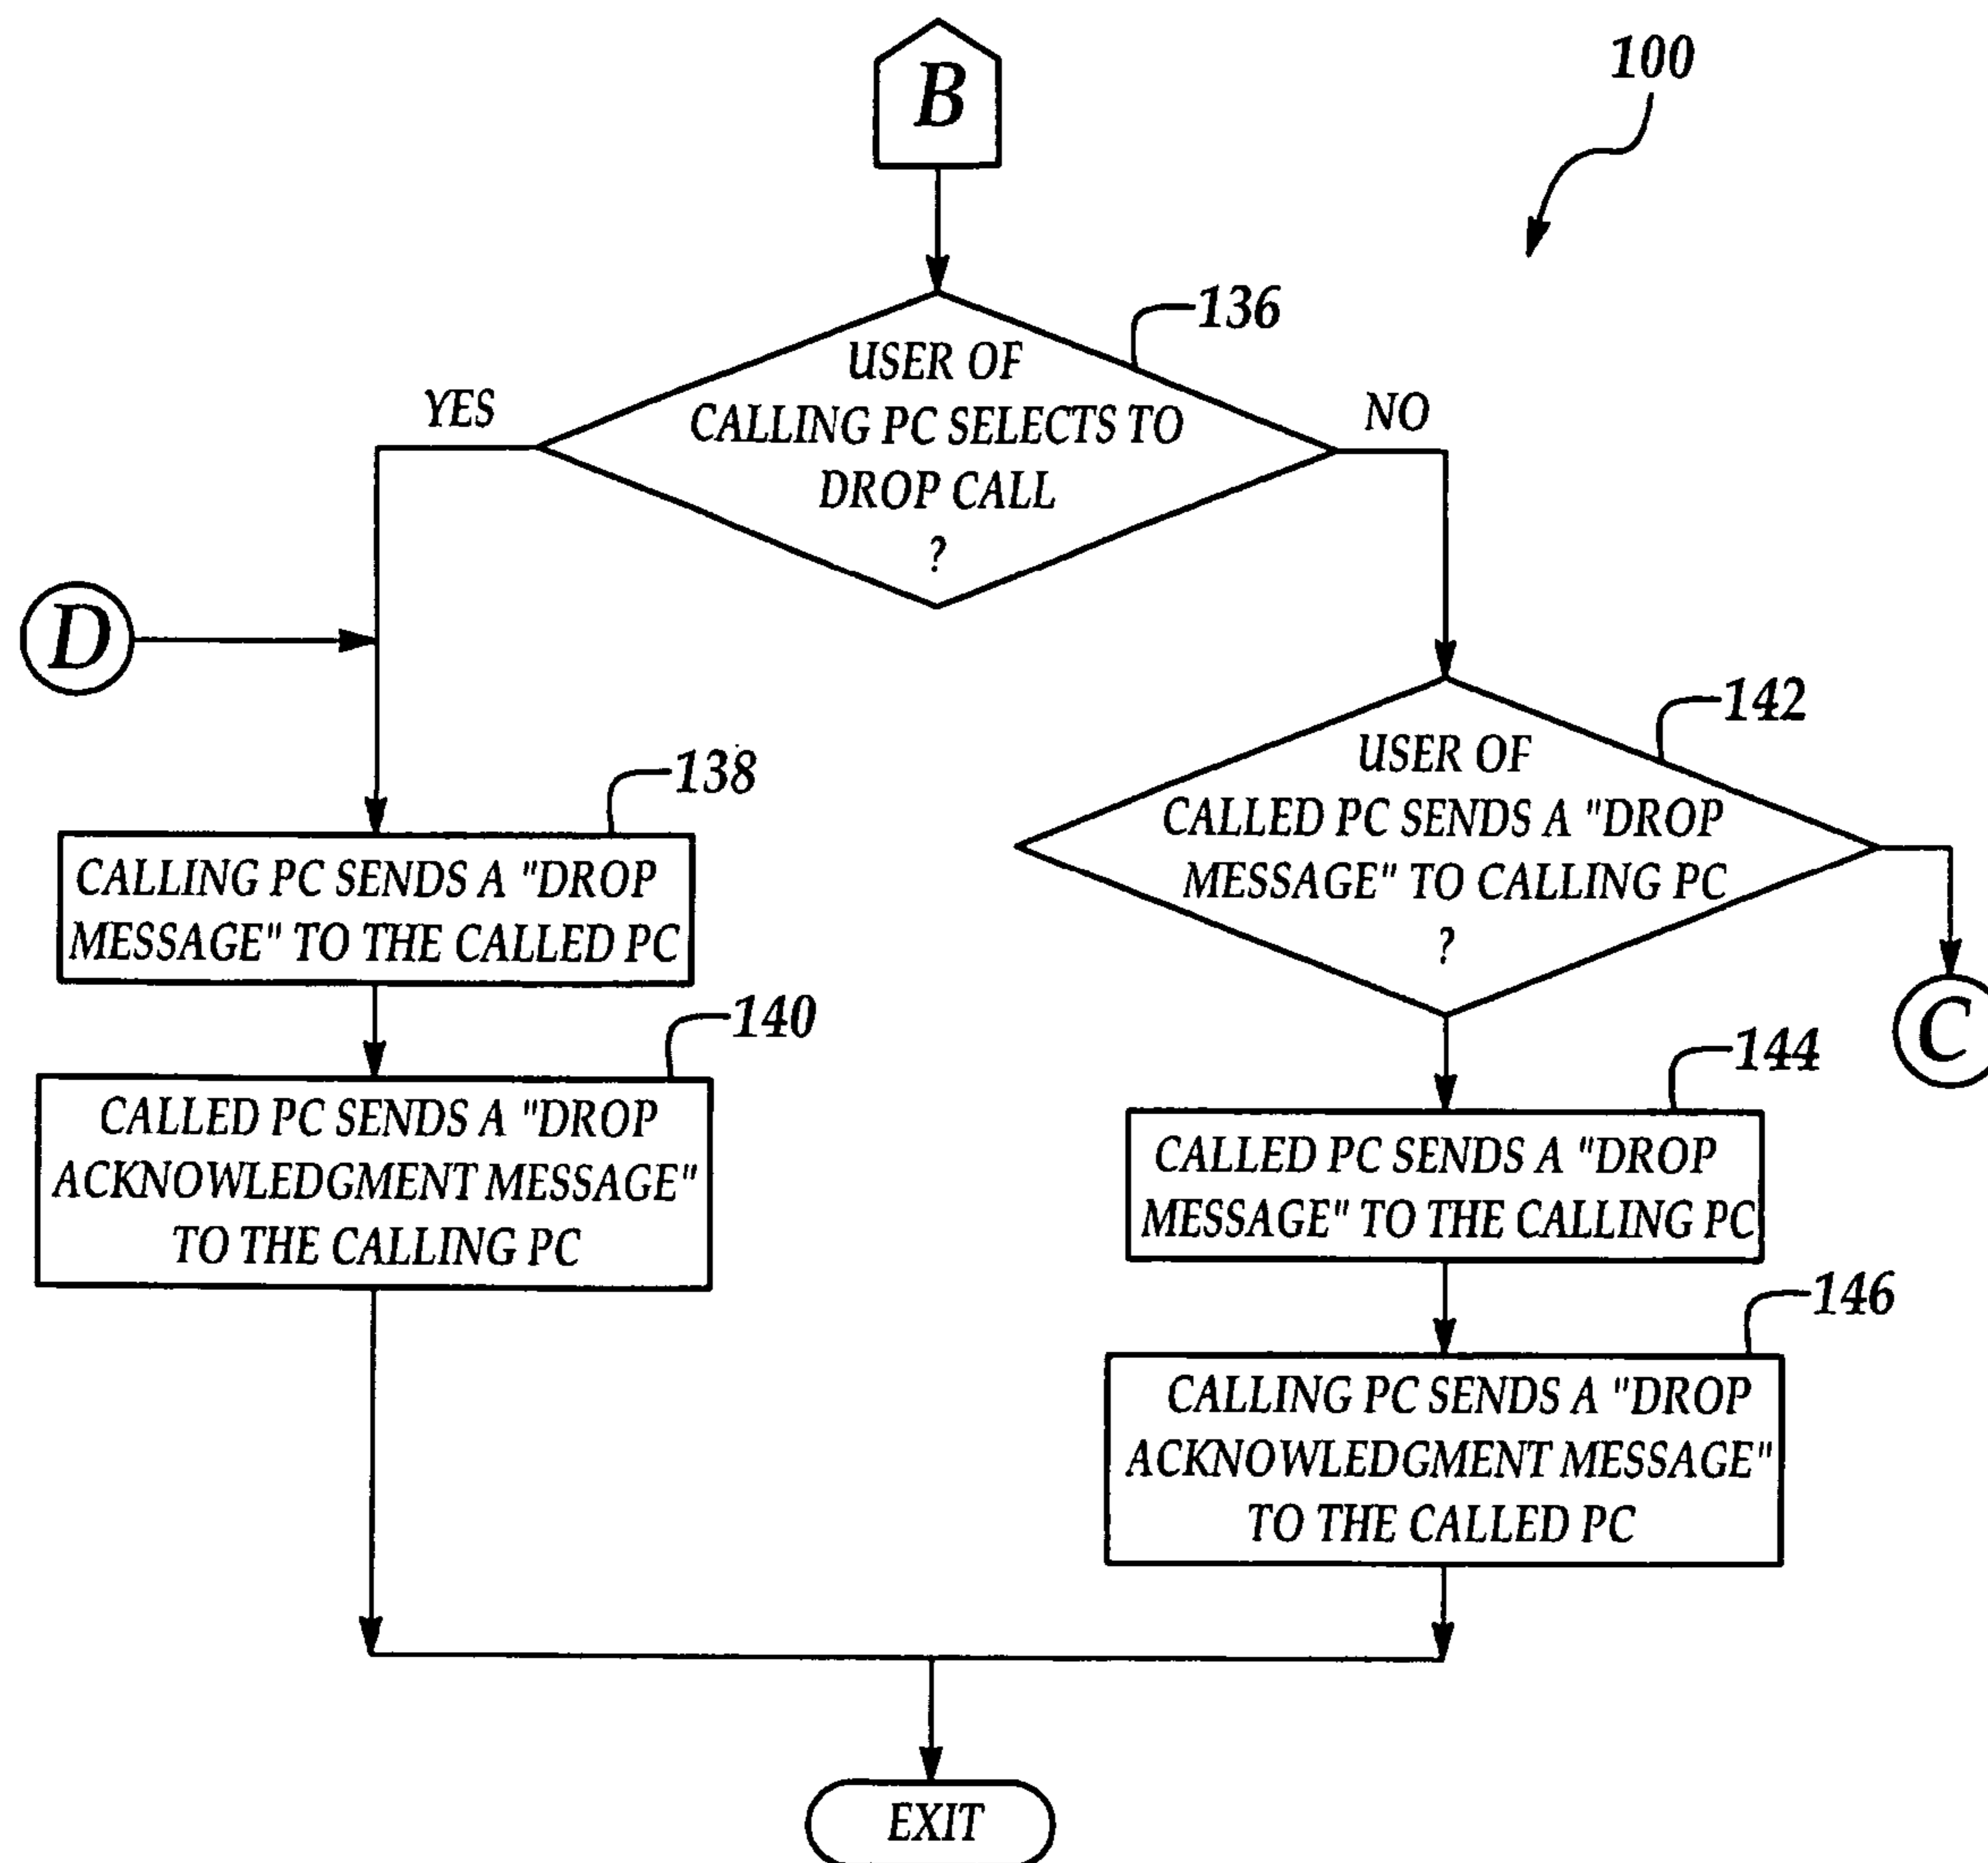 B
100
136
USER OF
CALLING PC SELECTS TO
DROP CALL
?
YES
NO
D
142
USER OF
CALLED PC SENDS A "DROP
MESSAGE" TO CALLING PC
?
138
CALLING PC SENDS A "DROP
MESSAGE" TO THE CALLED PC
C
140
CALLED PC SENDS A "DROP
ACKNOWLEDGMENT MESSAGE"
TO THE CALLING PC
144
CALLED PC SENDS A "DROP
MESSAGE" TO THE CALLING PC
146
CALLING PC SENDS A "DROP
ACKNOWLEDGMENT MESSAGE"
TO THE CALLED PC
EXIT